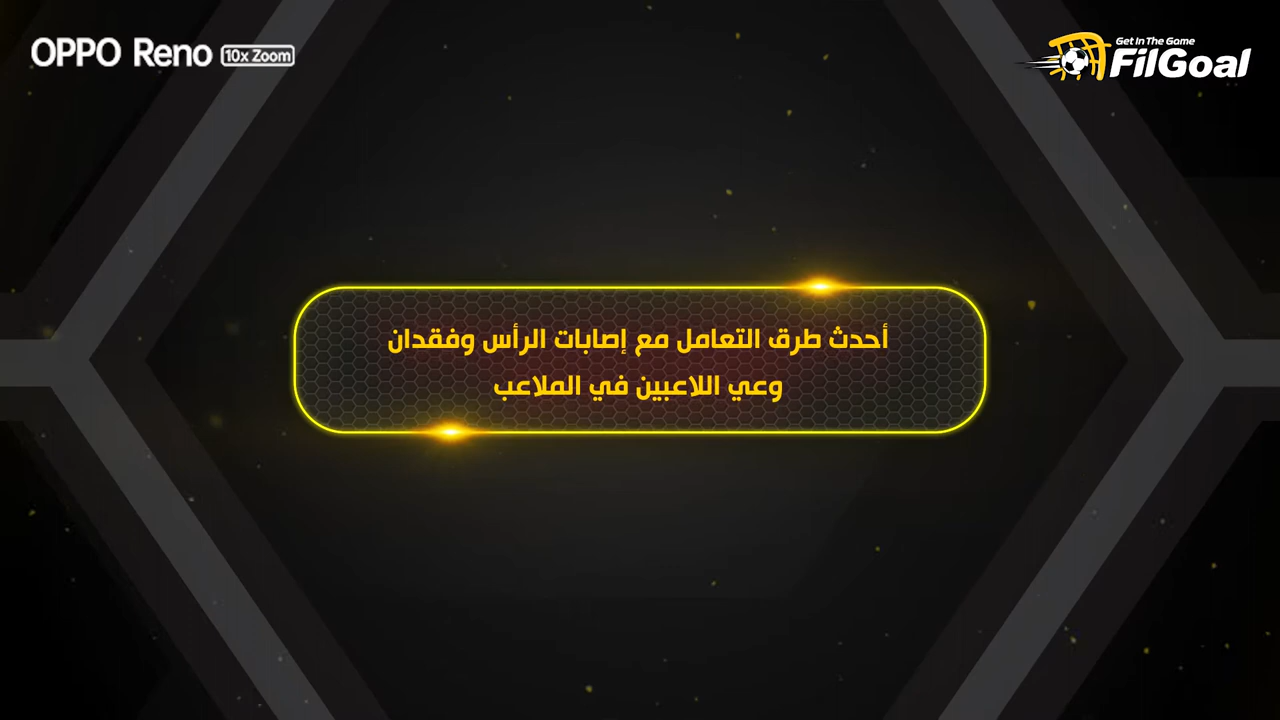 OPPO Reno 10x Zoom
Get In The Game
FilGoal
أحدث طرق التعامل مع إصابات الرأس وفقدان
وعي اللاعبين في الملاعب